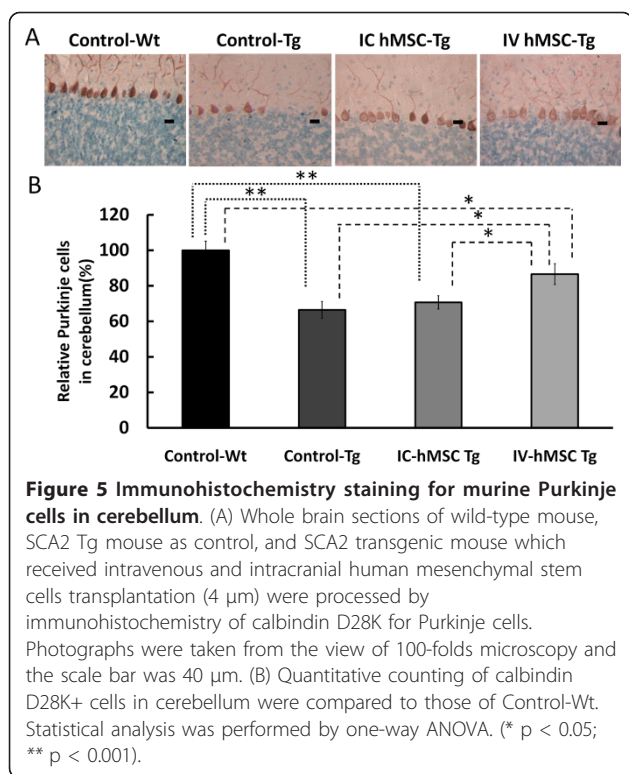 A
Control-Wt Control-Tg IC hMSC-Tg IV hMSC-Tg
B
**
**
*
*
*
Relative Purkinje cells
in cerebellum(%)
120
100
80
60
40
20
0
Control-Wt Control-Tg IC-hMSC Tg IV-hMSC Tg
Figure 5 Immunohistochemistry staining for murine Purkinje
cells in cerebellum. (A) Whole brain sections of wild-type mouse,
SCA2 Tg mouse as control, and SCA2 transgenic mouse which
received intravenous and intracranial human mesenchymal stem
cells transplantation (4 μm) were processed by
immunohistochemistry of calbindin D28K for Purkinje cells.
Photographs were taken from the view of 100-folds microscopy and
the scale bar was 40 μm. (B) Quantitative counting of calbindin
D28K+ cells in cerebellum were compared to those of Control-Wt.
Statistical analysis was performed by one-way ANOVA. (* p < 0.05;
** p < 0.001).